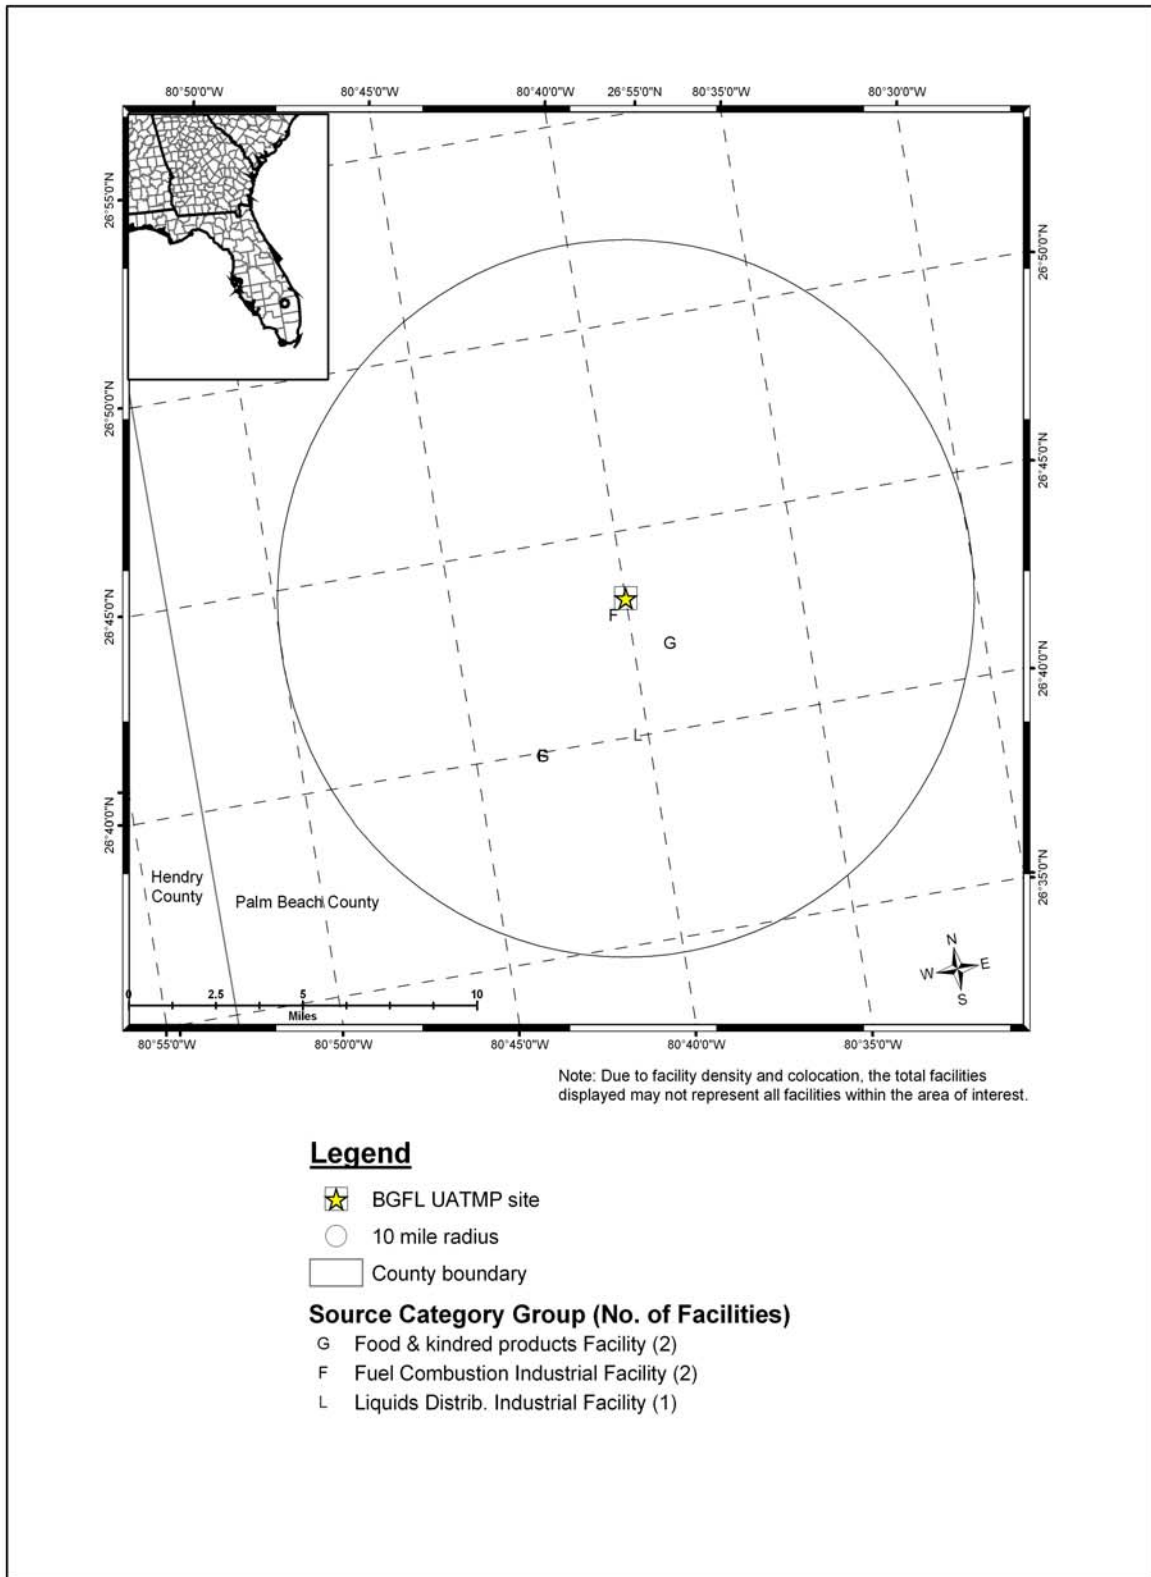 80°50'0"W 80°45'0"W 80°40'0"W 26°55'0"N 80°35'0"W 80°30'0"W
26°55'0"N
26°50'0"N
26°50'0"N
26°45'0"N
26°45'0"N
F
G
26°40'0"N
L
G
26°40'0"N
26°35'0"N
Hendry
County
Palm Beach County
N
W E
S
0 2.5 5 10
Miles
80°55'0"W 80°50'0"W 80°45'0"W 80°40'0"W 80°35'0"W
Note: Due to facility density and colocation, the total facilities
displayed may not represent all facilities within the area of interest.
Legend
BGFL UATMP site
10 mile radius
County boundary
Source Category Group (No. of Facilities)
G Food & kindred products Facility (2)
F Fuel Combustion Industrial Facility (2)
L Liquids Distrib. Industrial Facility (1)